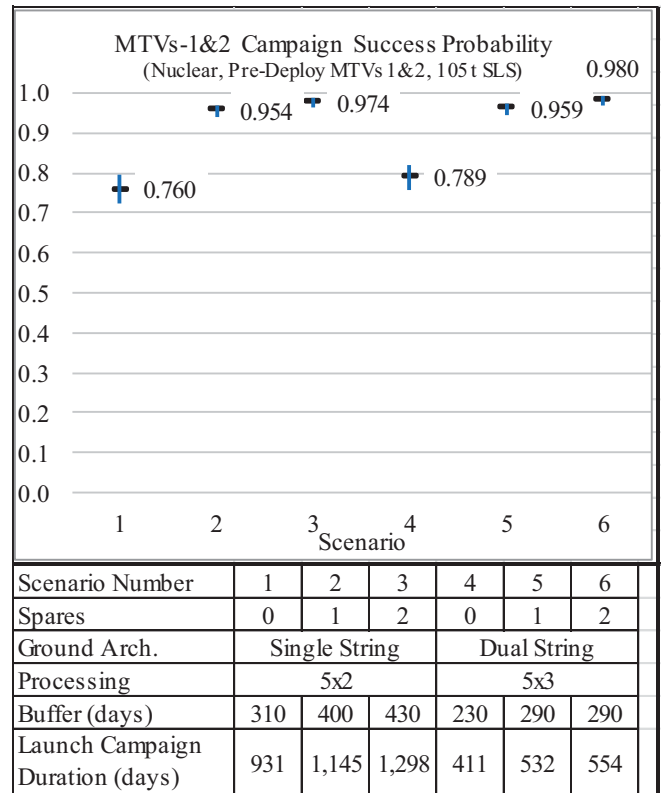 MTVs-1&2 Campaign Success Probability
(Nuclear, Pre-Deploy MTVs 1&2, 105 t SLS)
0.980
1.0
0.954
0.974
0.959
0.9
0.8
0.760
0.789
0.7
0.6
0.5
0.4
0.3
0.2
0.1
0.0
1 2 3 4 5 6
Scenario
Scenario Number 1 2 3 4 5 6
Spares 0 1 2 0 1 2
Ground Arch. Single String Dual String
Processing 5x2 5x3
Buffer (days) 310 400 430 230 290 290
Launch Campaign
Duration (days) 931 1,145 1,298 411 532 554